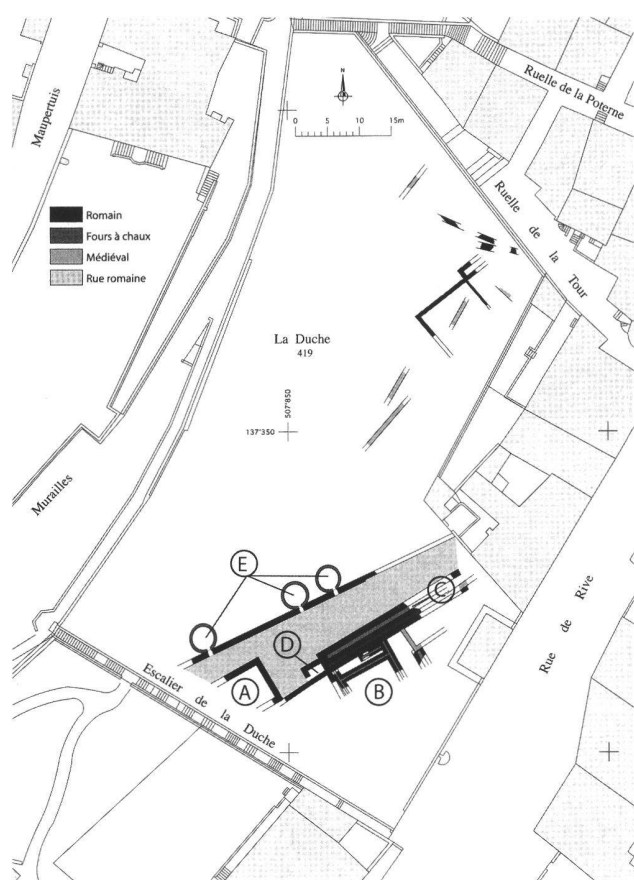 Ruelle de la Poterne
Maupertuis
N
0 5 10 15m
Ruelle de la Tour
Romain
Fours à chaux
Médiéval
Rue romaine
La Duche
419
507'850
137'350
Murailles
E
C
D
A
B
Rue de Rive
Escalier de la Duche